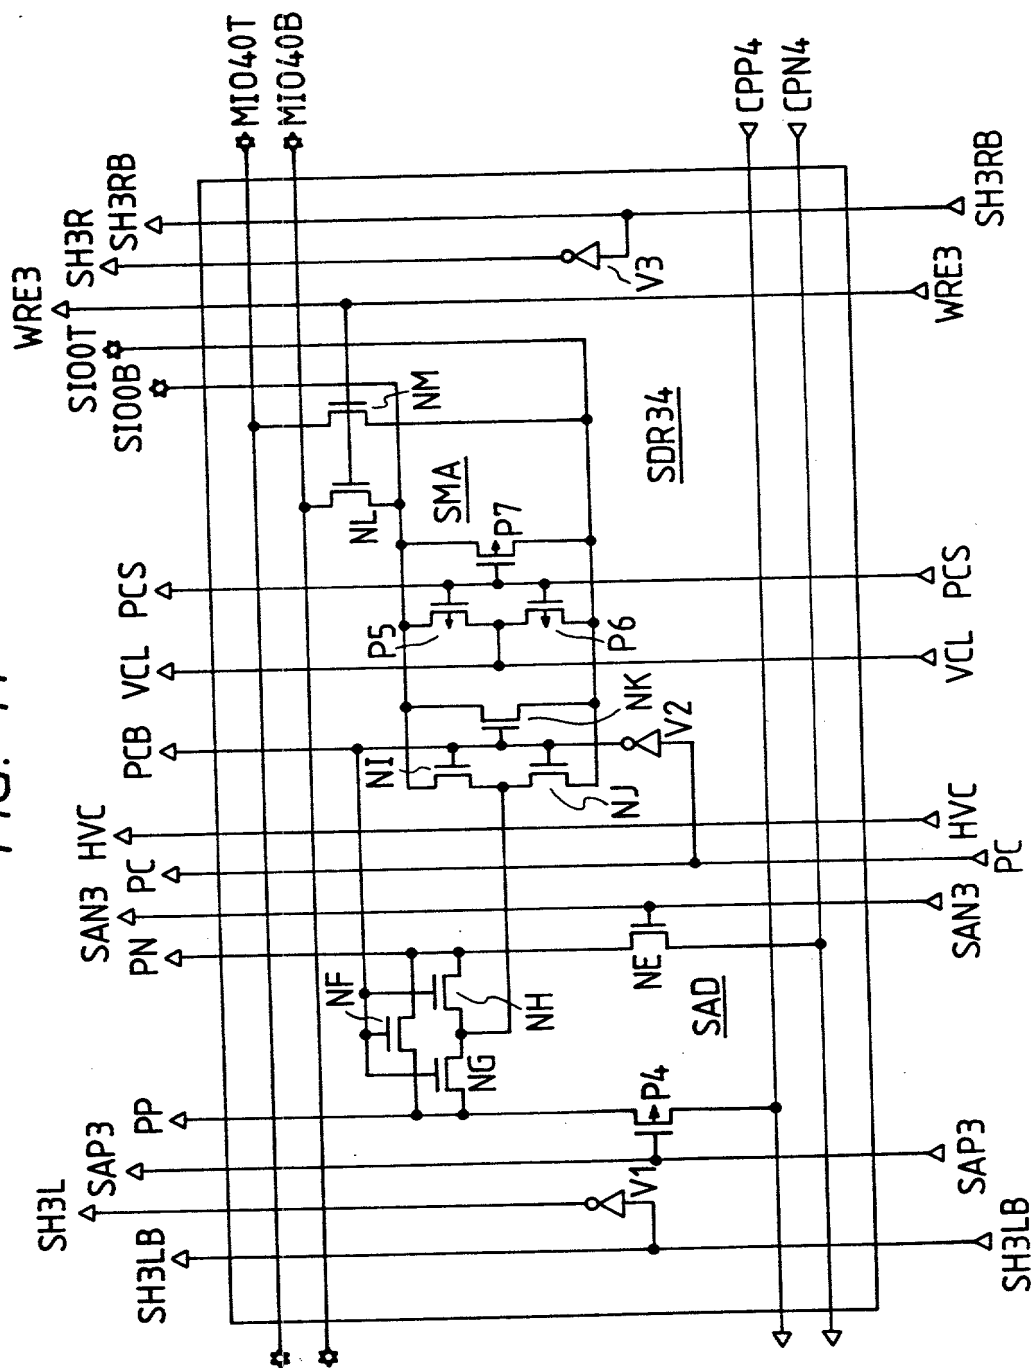 FIG.
MIO40T
MIO40B
CPP4
CPN4
SH3RB
SH3R
WRE3
SIO0T
SIO0B
V3
SH3RB
WRE3
NM
NL
SMA
SDR34
P7
PCS
P5
P6
PCS
VCL
VCL
NK
V2
PCB
NI
NJ
HVC
HVC
PC
PC
SAN3
SAN3
PN
NE
NF
NH
NG
SAD
PP
P4
SAP3
SAP3
V1
SH3L
SH3LB
SH3LB